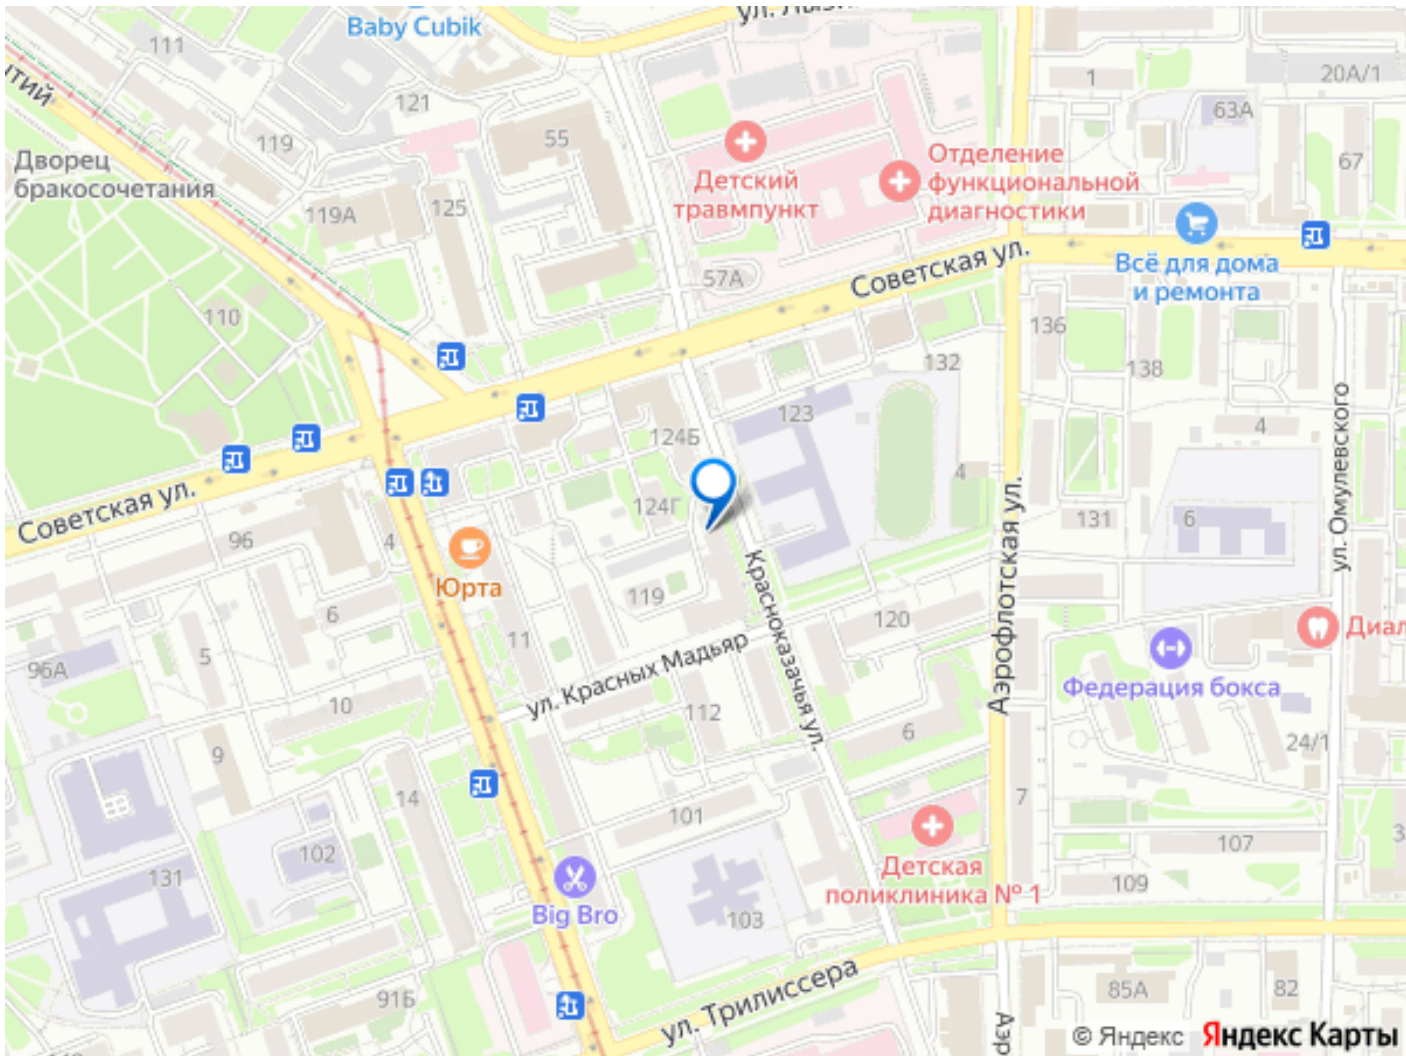 Baby Cubik
111
121
119
55
Дворец
бракосочетания
119А
125
110
Детский
травмпункт
Отделение
функциональной
диагностики
57А
Советская ул.
1
20А/1
63А
67
Всё для дома
и ремонта
136
138
132
123
124Б
124Г
4
4
131
6
ул. Омулевского
Аэрофлотская ул.
Советская ул.
96
4
Юрта
6
5
96А
11
119
Красноказачья ул.
120
ул. Красных Мадьяр
10
9
112
6
Федерация бокса
24/1
14
101
7
107
109
Детская
поликлиника № 1
102
131
Big Bro
103
91Б
ул. Трилиссера
85А
82
© Яндекс
Яндекс Карты